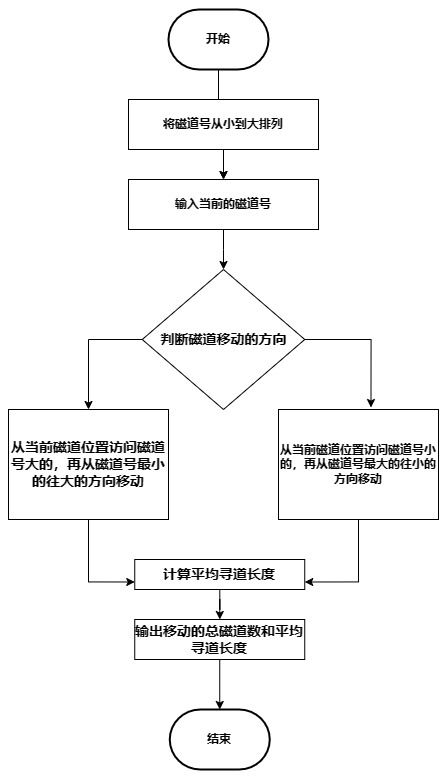 开始
将磁道号从小到大排列
输入当前的磁道号
判断磁道移动的方向
从当前磁道位置访问磁道
号大的，再从磁道号最小
的往大的方向移动
从当前磁道位置访问磁道号小
的，再从磁道号最大的往小的
方向移动
计算平均寻道长度
输出移动的总磁道数和平均
寻道长度
结束